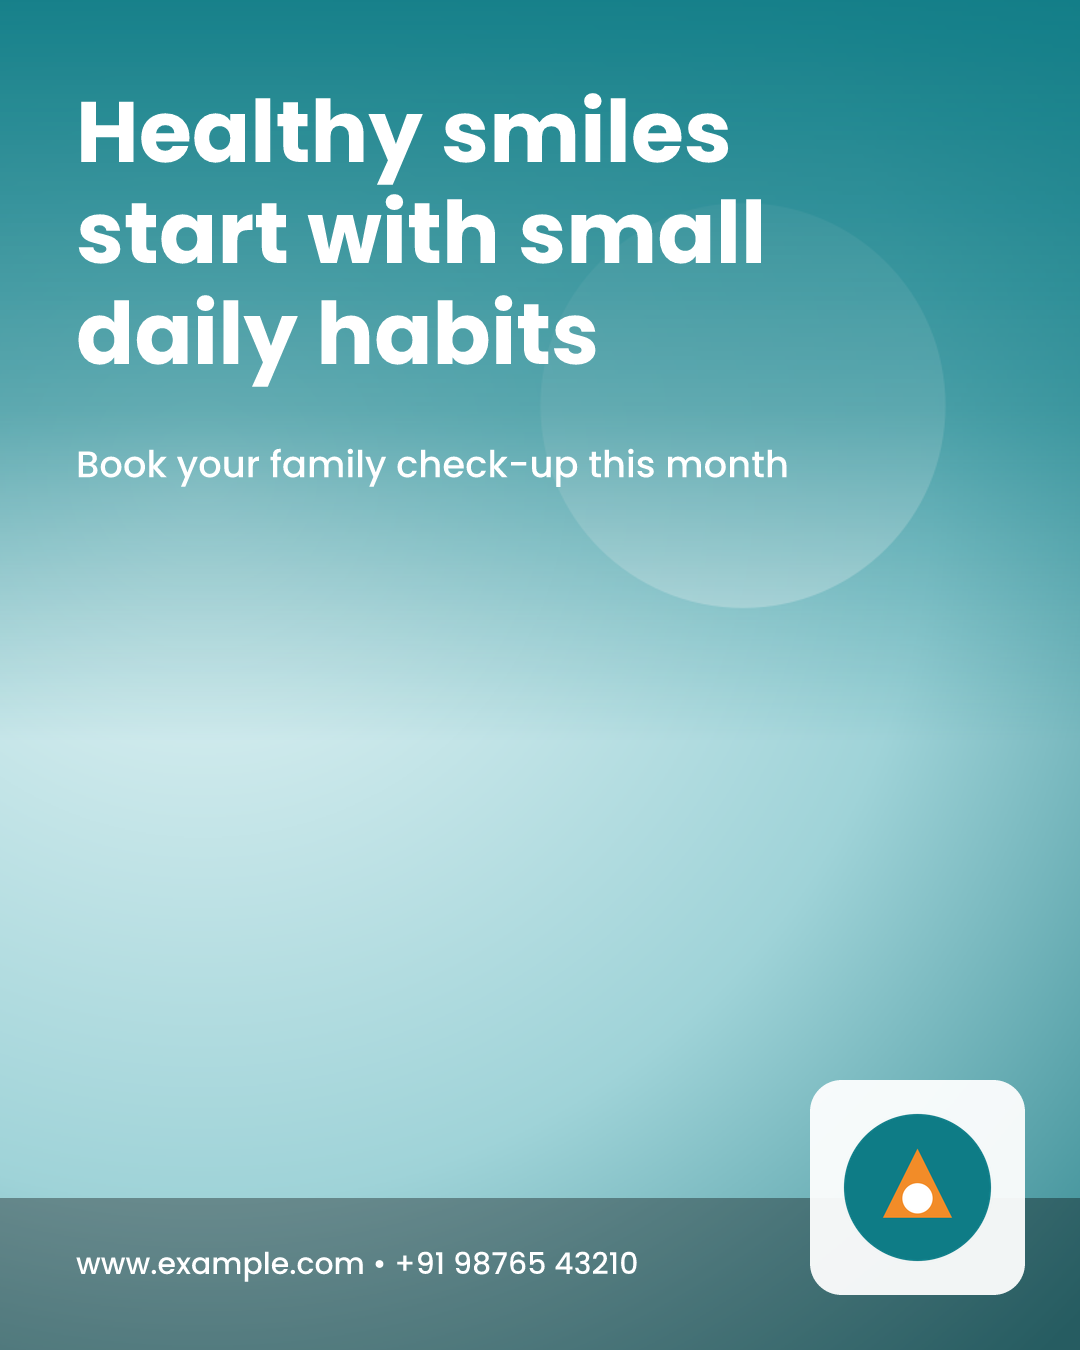 Healthy smiles
start with small
daily habits
Book your family check-up this month
www.example.com • +91 98765 43210